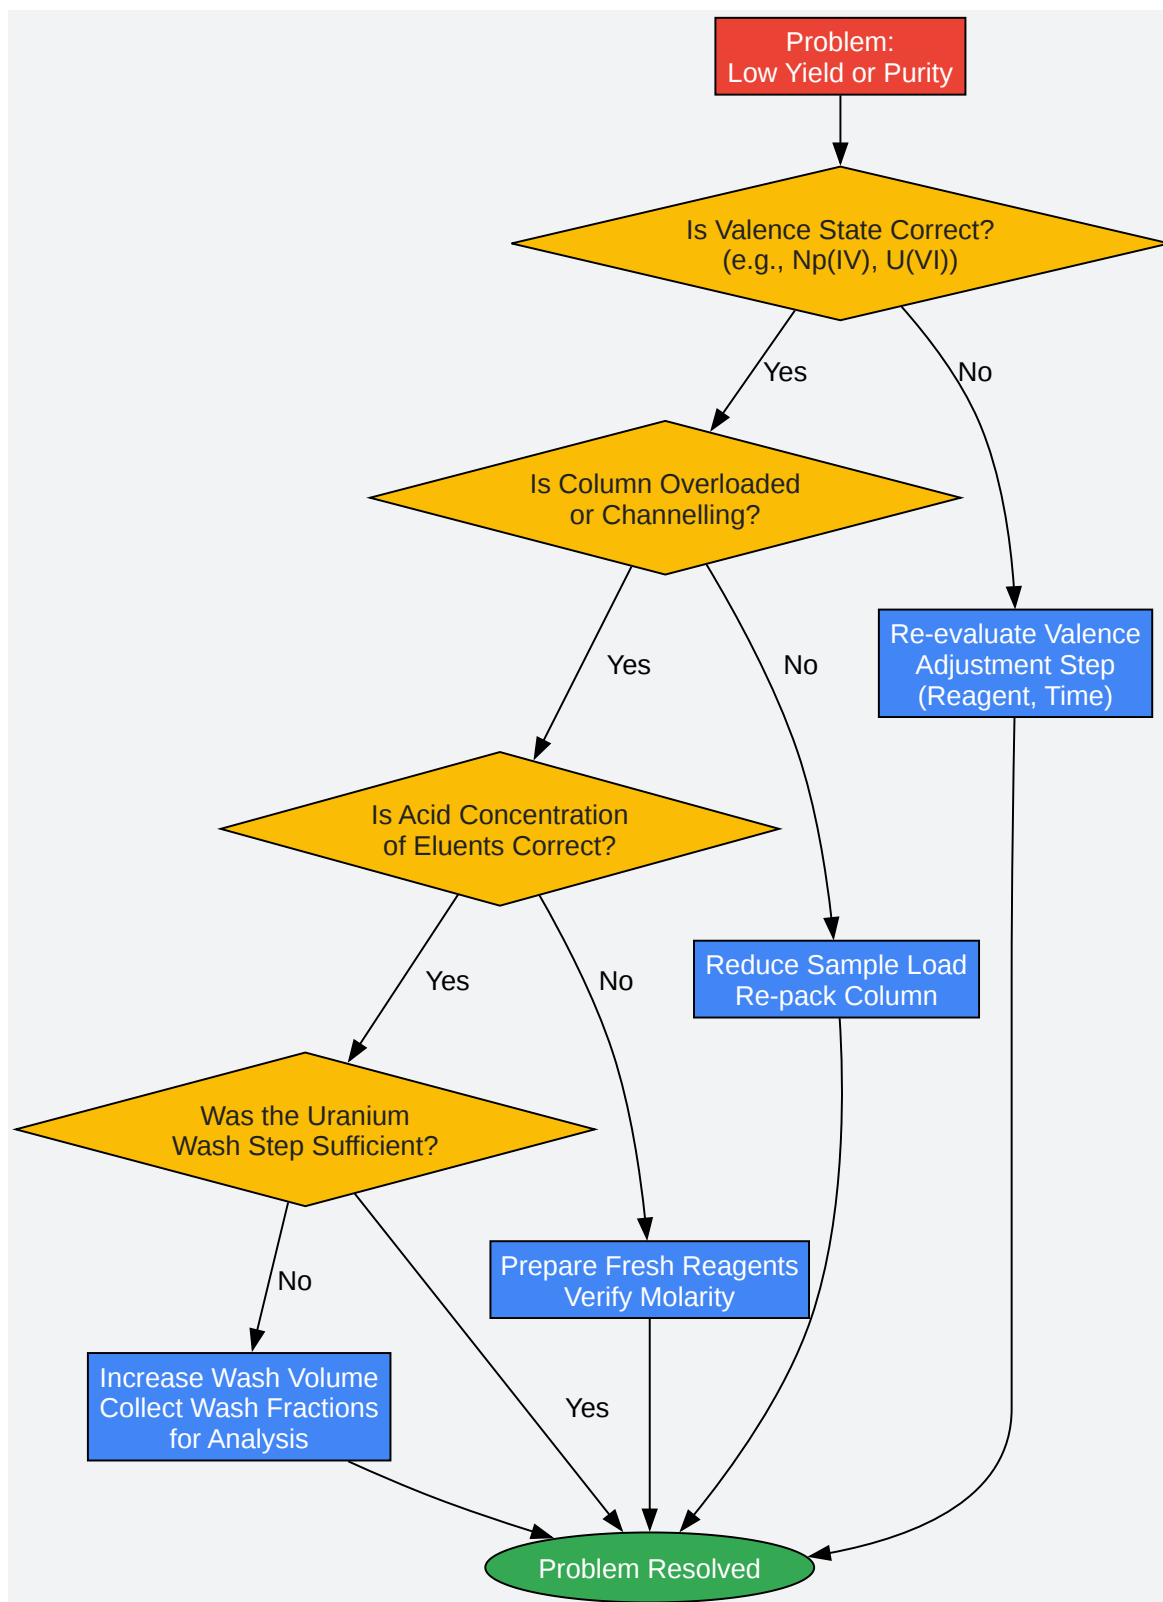 Problem:
Low Yield or Purity
Is Valence State Correct?
(e.g., Np(IV), U(VI))
Yes
No
Is Column Overloaded
or Channelling?
Yes
No
Re-evaluate Valence
Adjustment Step
(Reagent, Time)
Is Acid Concentration
of Eluents Correct?
Yes
No
Reduce Sample Load
Re-pack Column
Was the Uranium
Wash Step Sufficient?
No
Yes
Prepare Fresh Reagents
Verify Molarity
Increase Wash Volume
Collect Wash Fractions
for Analysis
Problem Resolved